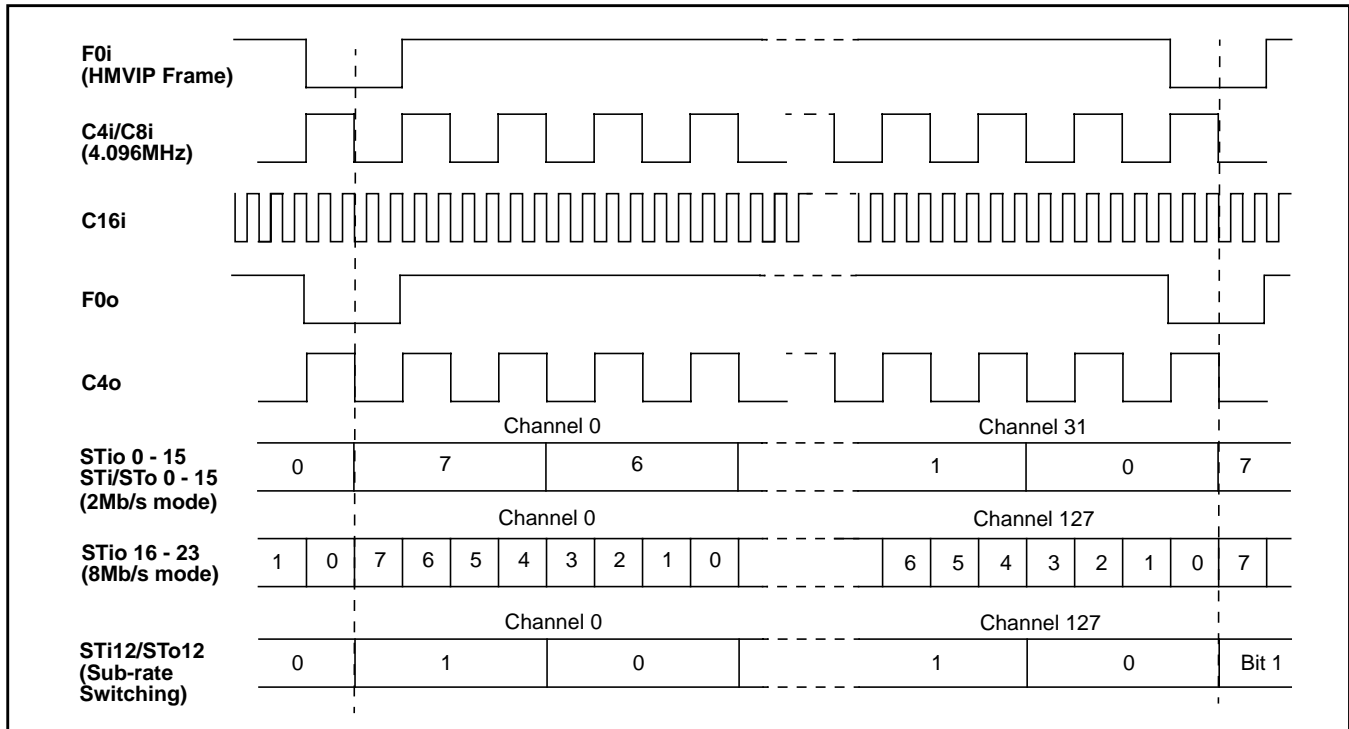 F0i
(HMVIP Frame)
C4i/C8i
(4.096MHz)
C16i
F0o
C4o
Channel 0 Channel 31
STio 0 - 15
STi/STo 0 - 15
(2Mb/s mode)
0 7 6 1 0 7
Channel 0 Channel 127
STio 16 - 23
(8Mb/s mode)
1 0 7 6 5 4 3 2 1 0 6 5 4 3 2 1 0 7
Channel 0 Channel 127
STi12/STo12
(Sub-rate
Switching)
0 1 0 1 0 Bit 1